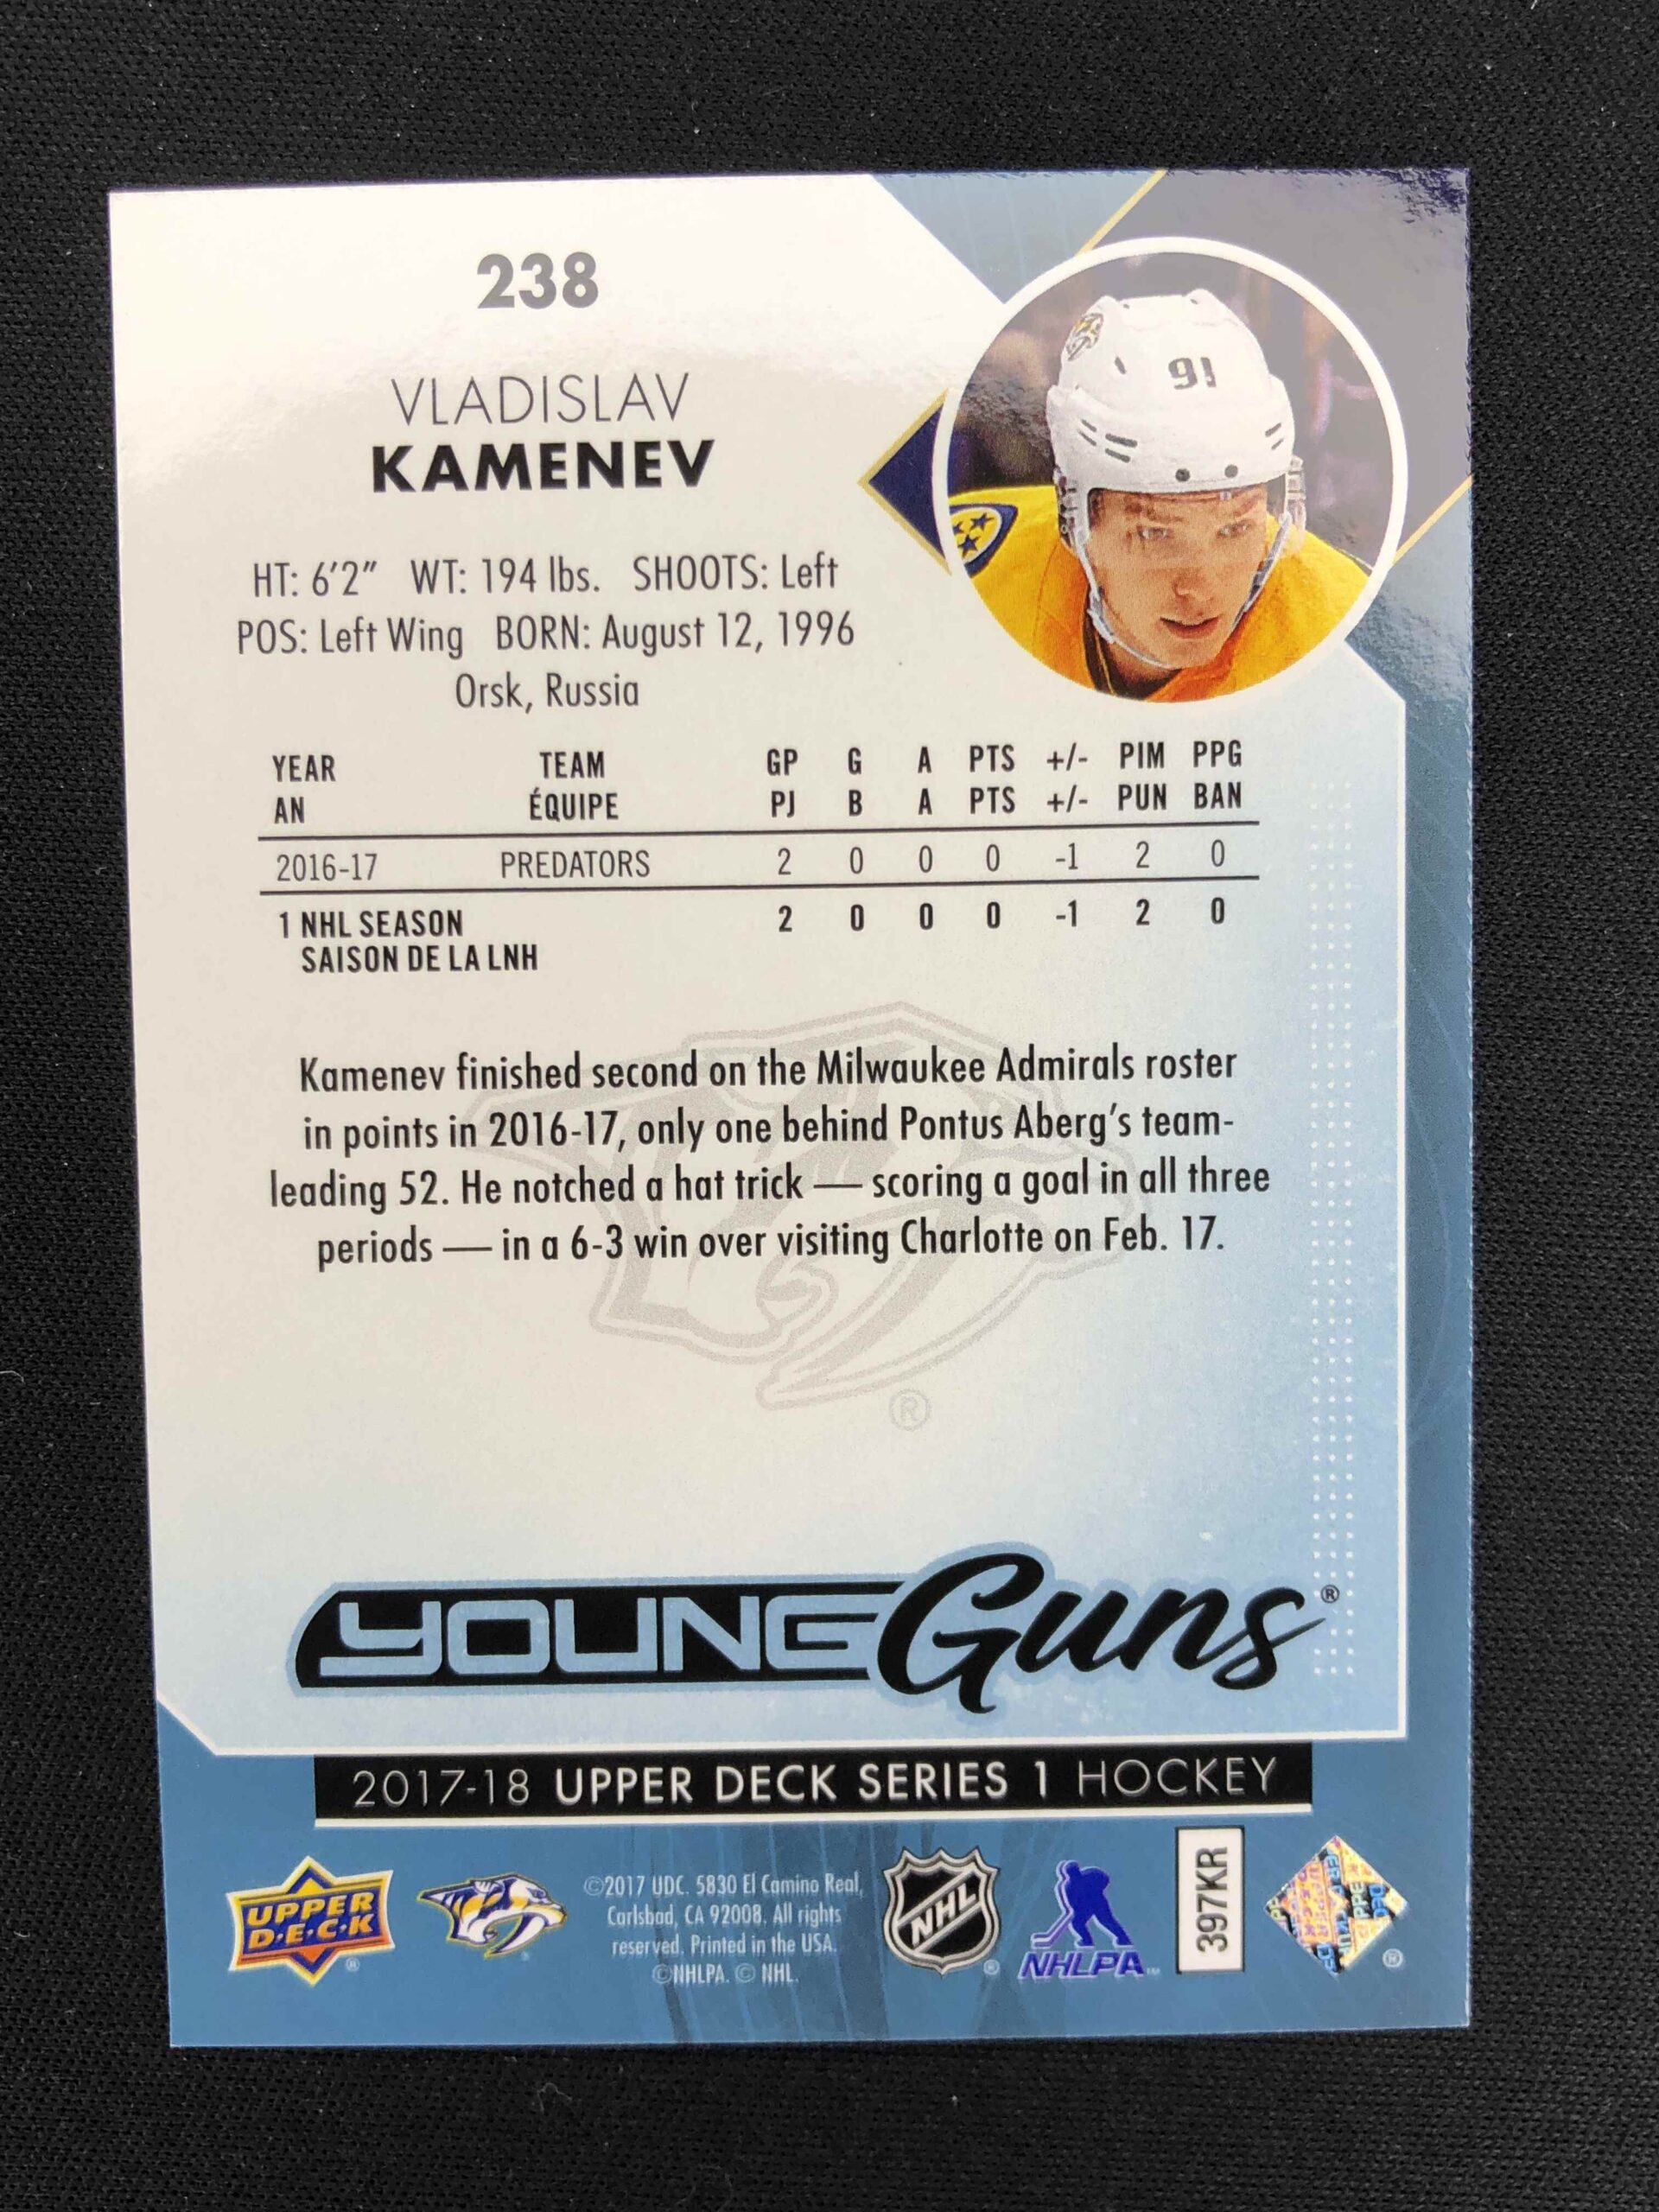 238
VLADISLAV
KAMENEV
91
HT: 6'2" WT: 194 lbs. SHOOTS: Left
POS: Left Wing BORN: August 12, 1996
Orsk, Russia
YEAR TEAM GP G A PTS +/- PIM PPG
AN ÉQUIPE PJ B A PTS +/- PUN BAN
2016-17 PREDATORS 2 0 0 0 -1 2 0
1 NHL SEASON 2 0 0 0 -1 2 0
SAISON DE LA LNH
Kamenev finished second on the Milwaukee Admirals roster
in points in 2016-17, only one behind Pontus Aberg's team-
leading 52. He notched a hat trick — scoring a goal in all three
periods — in a 6-3 win over visiting Charlotte on Feb. 17.
®
YOUNG Guns®
2017-18 UPPER DECK SERIES 1 HOCKEY
UPPER
D·E·C·K
®
©2017 UDC. 5830 El Camino Real,
Carlsbad, CA 92008. All rights
reserved. Printed in the USA.
©NHLPA. © NHL.
NHL
®
NHLPA™
397KR
®